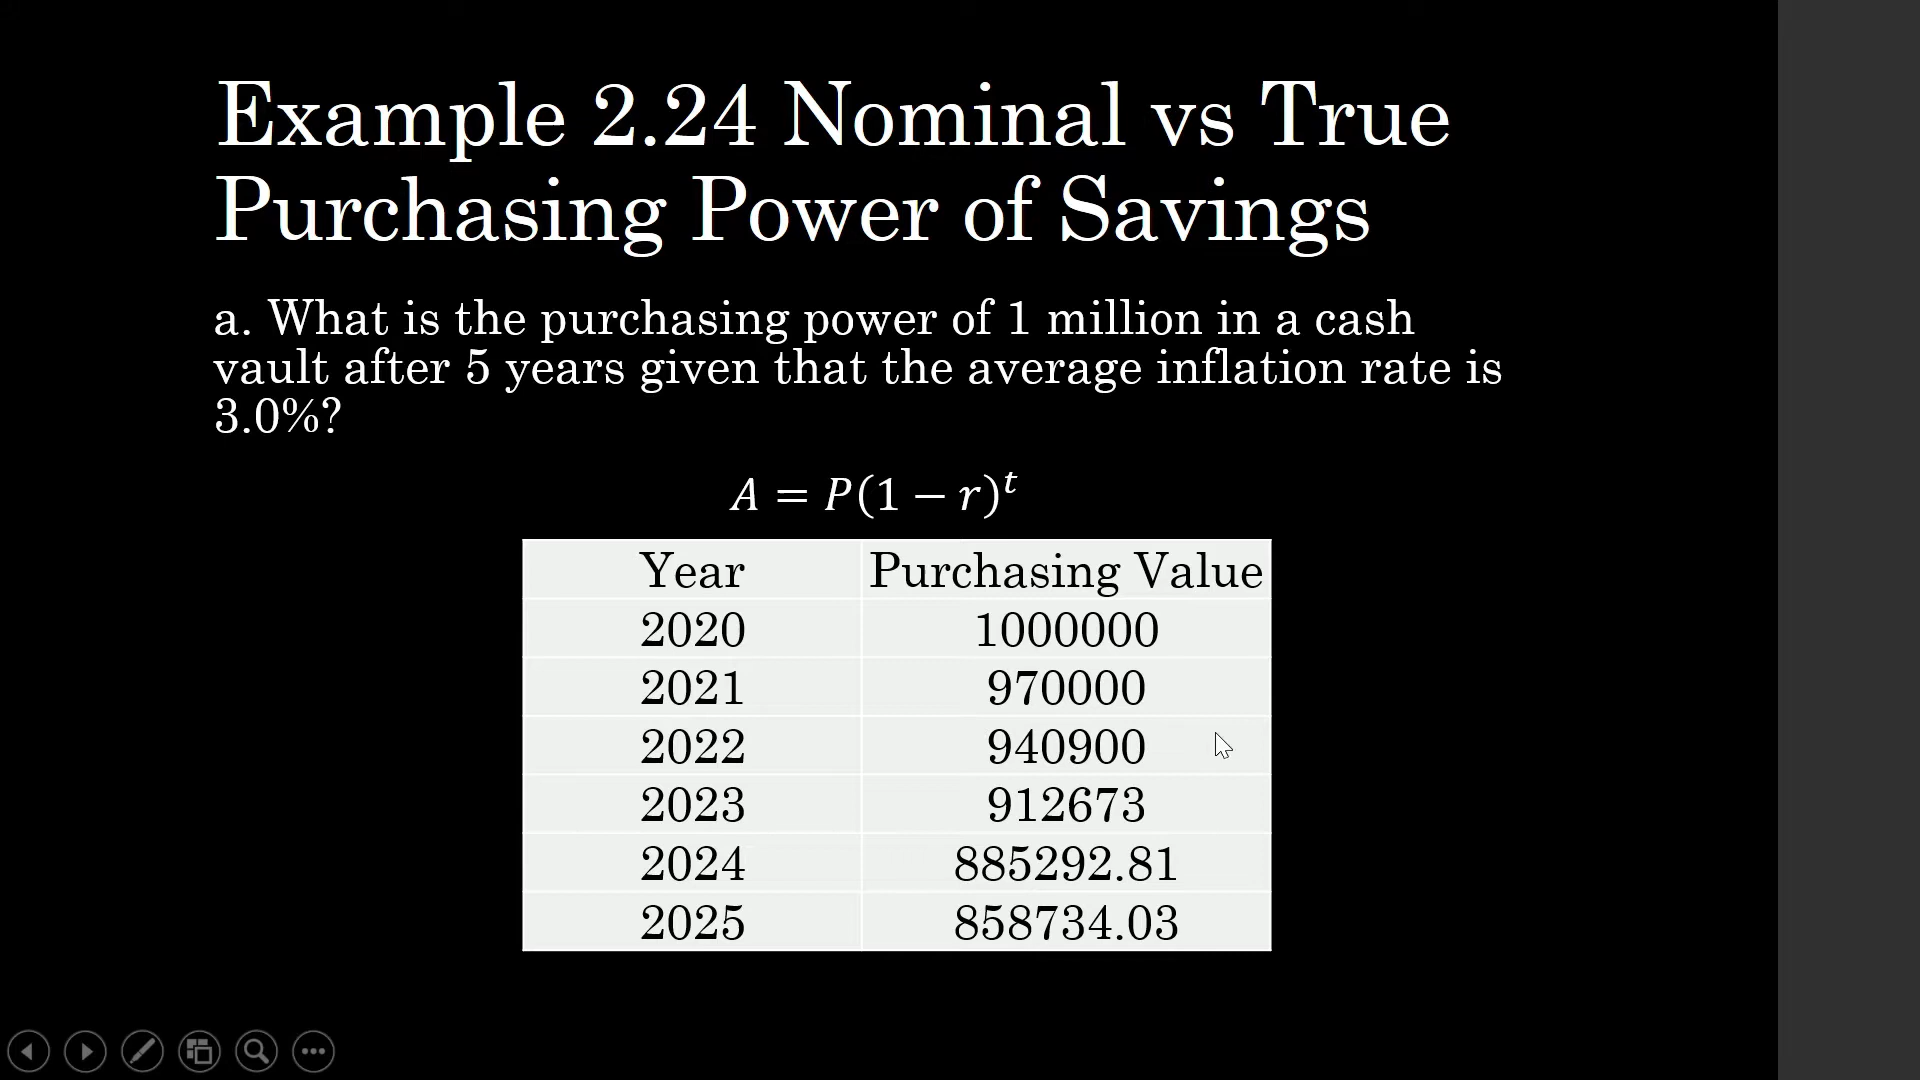 Example 2.24 Nominal vs True
Purchasing Power of Savings
a. What is the purchasing power of 1 million in a cash
vault after 5 years given that the average inflation rate is
3.0%?
A = P(1 − r)^t
Year Purchasing Value
2020 1000000
2021 970000
2022 940900
2023 912673
2024 885292.81
2025 858734.03